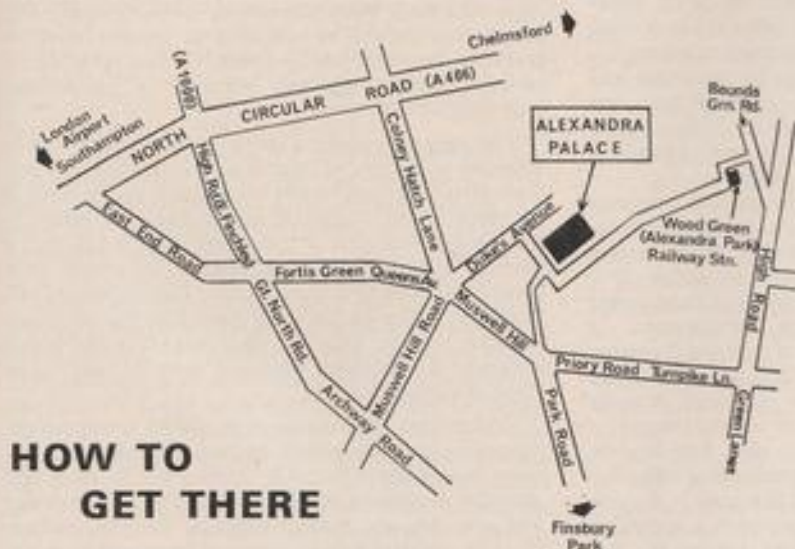 Chelmsford
(A1000)
NORTH CIRCULAR ROAD (A406)
London
Airport
Southampton
Bounds
Grn. Rd.
ALEXANDRA
PALACE
Colney Hatch Lane
High Road, Finchley
East End Road
Duke's Avenue
Wood Green
(Alexandra Park)
Railway Stn.
High Road
Fortis Green
Queens Av.
Gt. North Rd.
Muswell Hill Road
Muswell Hill
Priory Road
Turnpike Ln.
Archway Road
Park Road
Green Lanes
HOW TO
GET THERE
Finsbury
Park